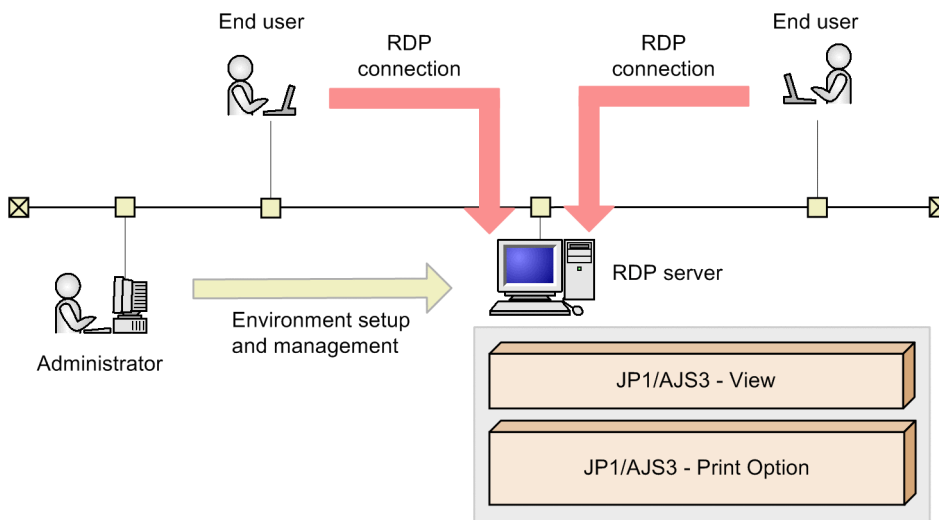 End user
End user
RDP
connection
RDP
connection
RDP server
Environment setup
and management
Administrator
JP1/AJS3 - View
JP1/AJS3 - Print Option